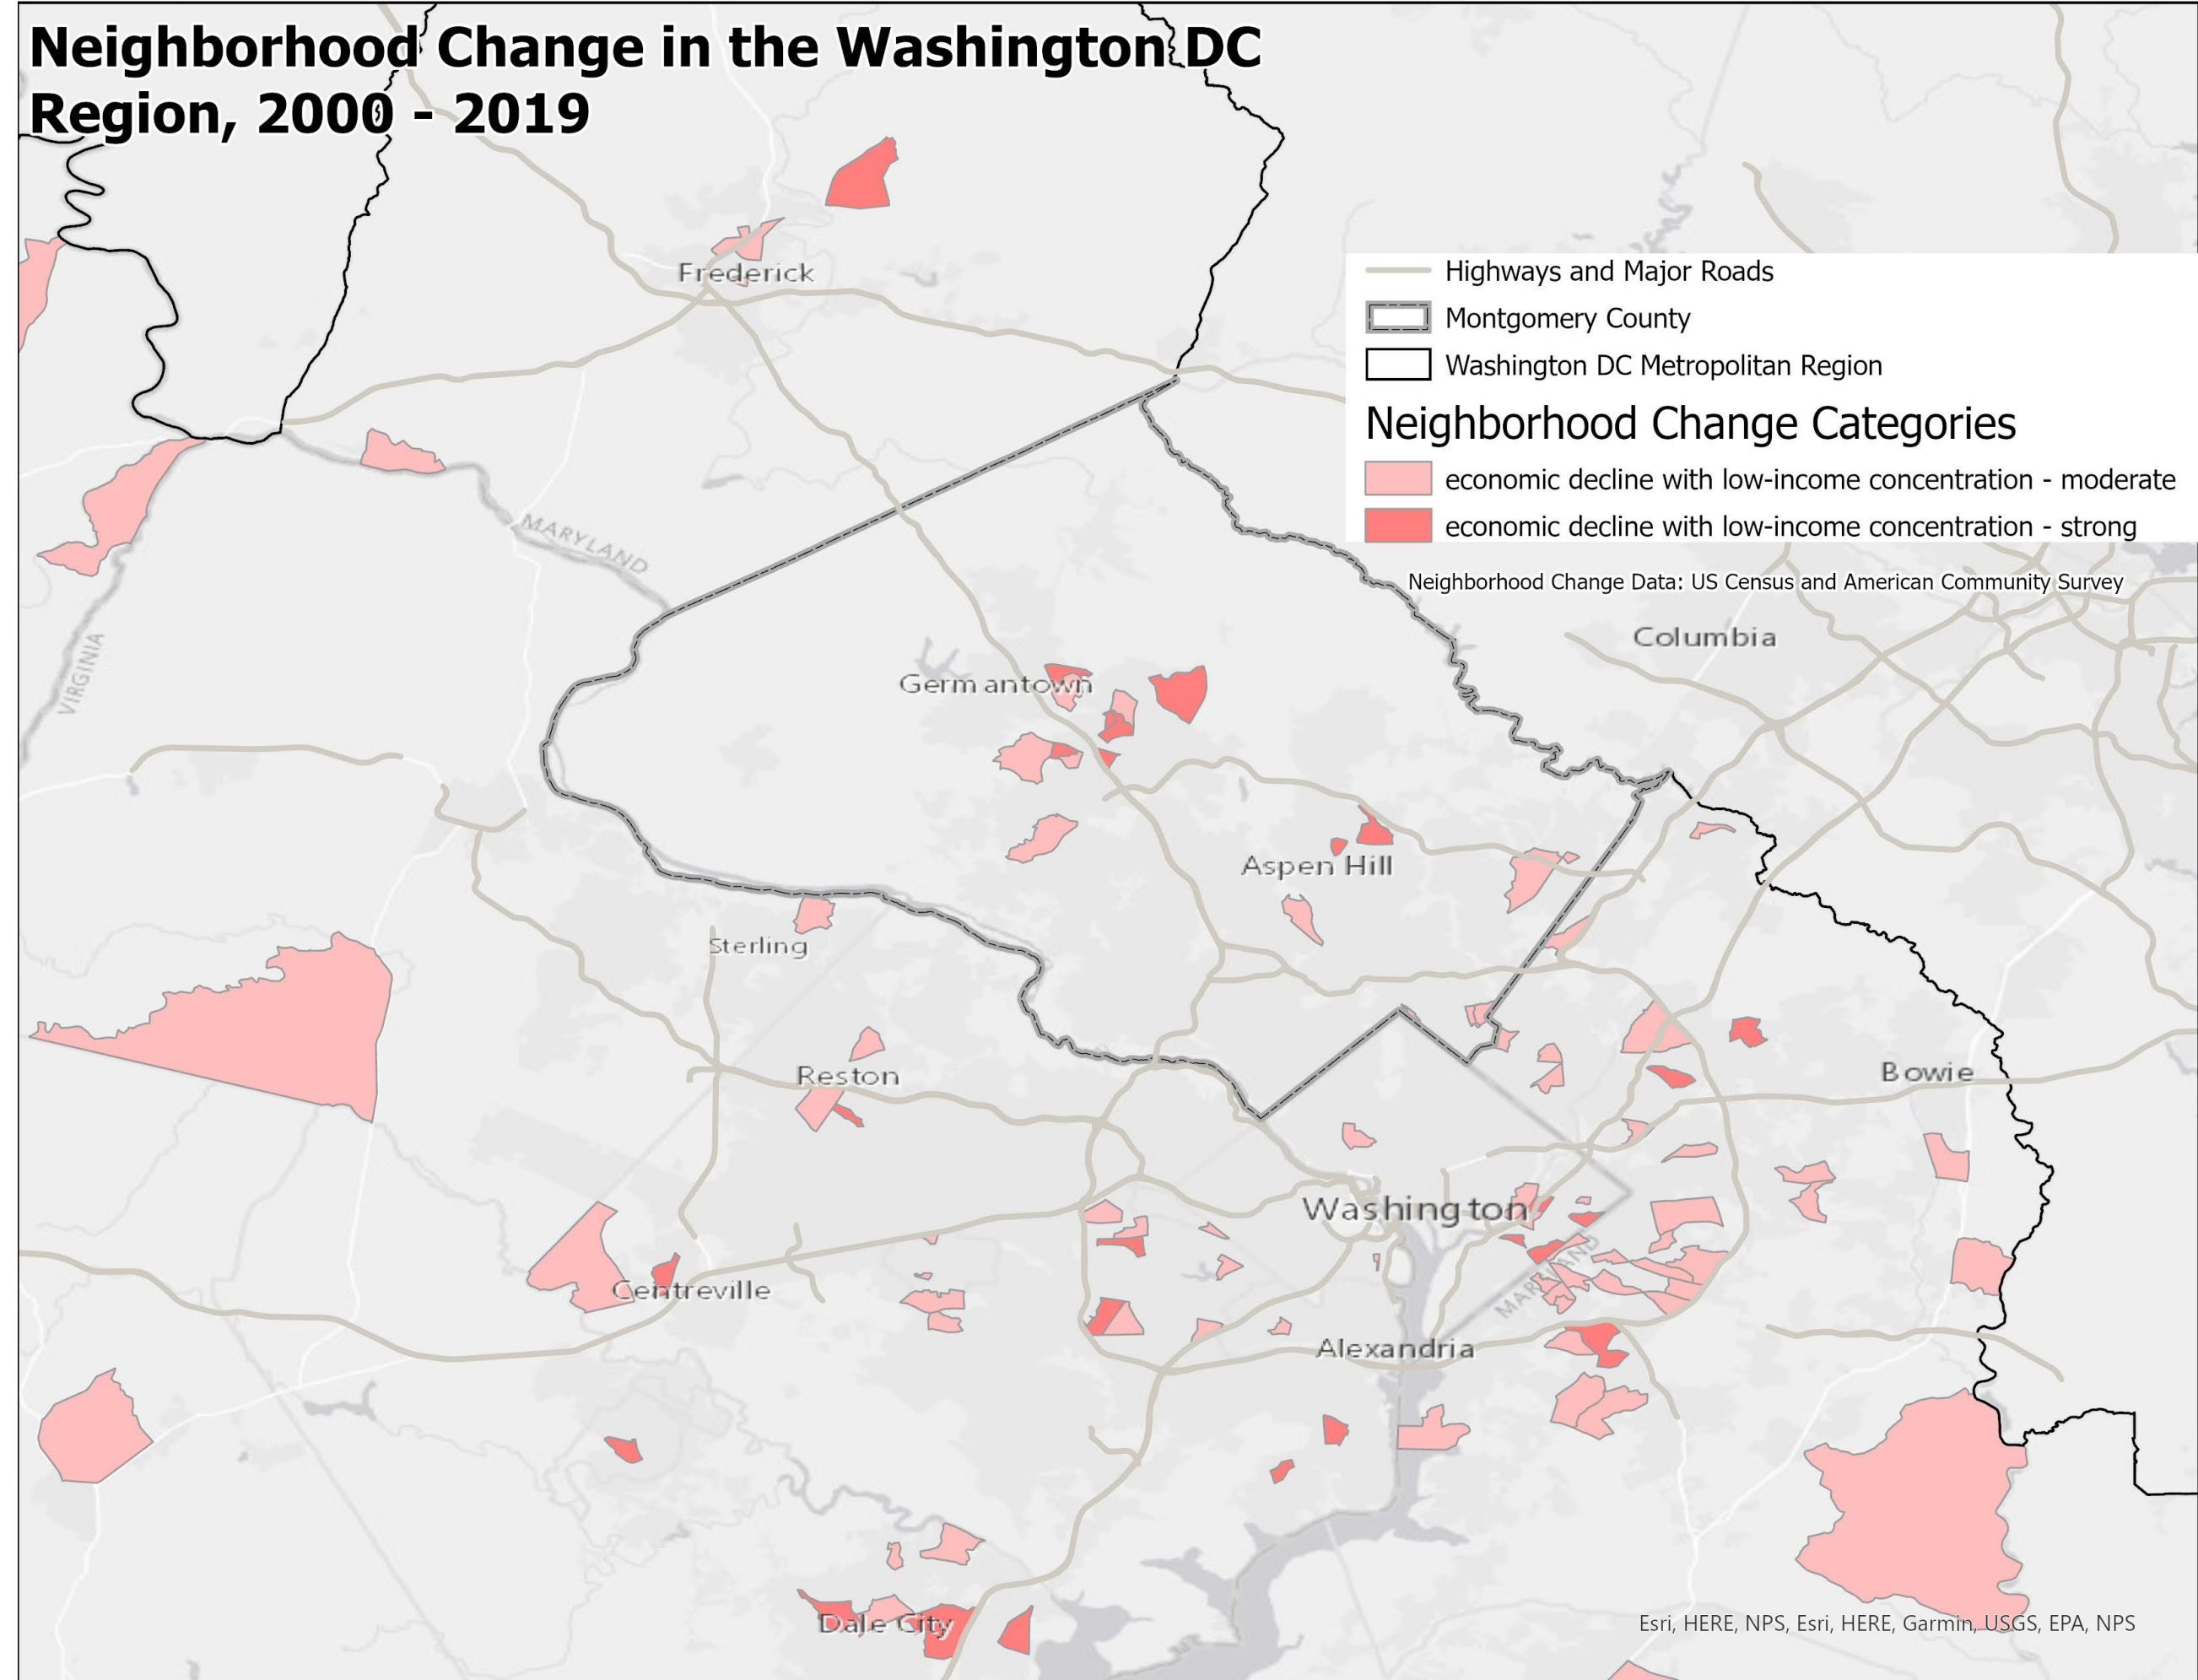 Neighborhood Change in the Washington DC
Region, 2000 - 2019
Frederick
Highways and Major Roads
Montgomery County
Washington DC Metropolitan Region
Neighborhood Change Categories
economic decline with low-income concentration - moderate
economic decline with low-income concentration - strong
Neighborhood Change Data: US Census and American Community Survey
MARYLAND
VIRGINIA
Columbia
Germantown
Aspen Hill
Sterling
Reston
Bowie
Washington
MARYLAND
Centreville
Alexandria
Dale City
Esri, HERE, NPS, Esri, HERE, Garmin, USGS, EPA, NPS